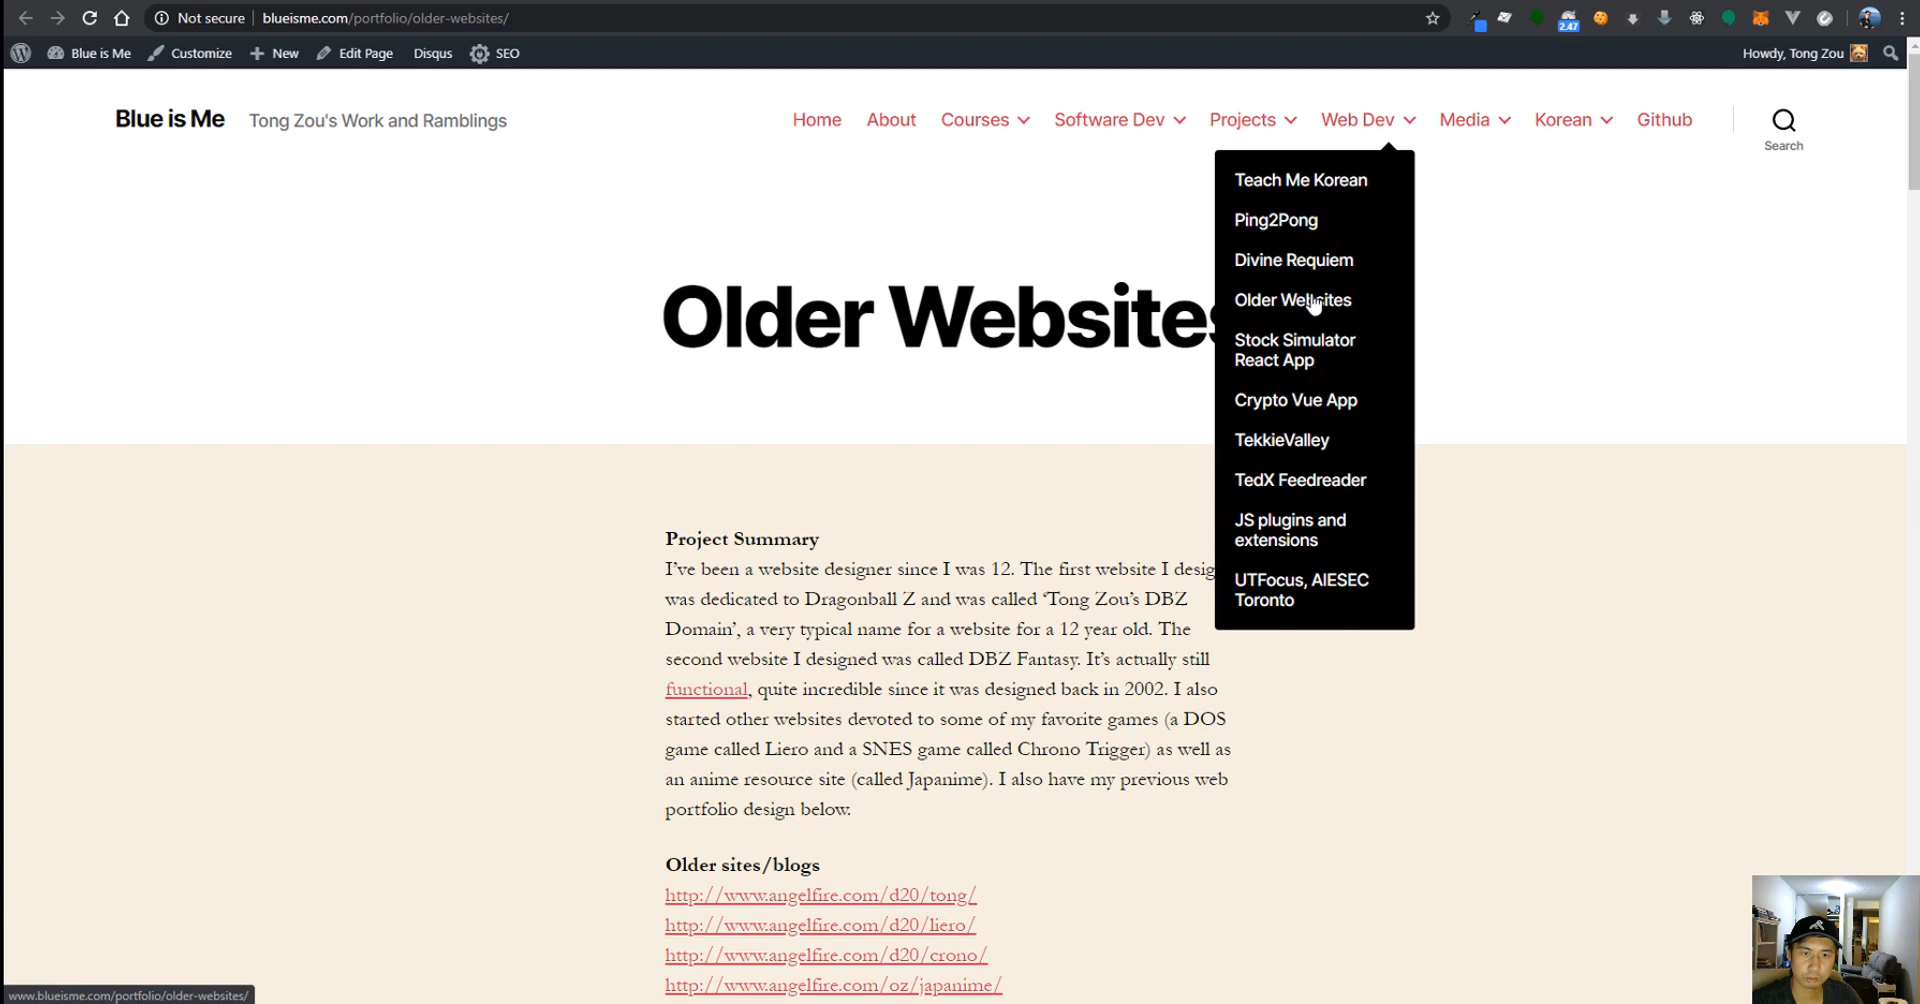 Not secure blueisme.com/portfolio/older-websites/
2.47
Blue is Me Customize New Edit Page Disqus SEO Howdy, Tong Zou
Blue is Me Tong Zou's Work and Ramblings Home About Courses Software Dev Projects Web Dev Media Korean Github
Search
Teach Me Korean
Ping2Pong
Divine Requiem
Older Websites
Stock Simulator
React App
Crypto Vue App
TekkieValley
TedX Feedreader
JS plugins and
extensions
UTFocus, AIESEC
Toronto
Older Websites
Project Summary
I've been a website designer since I was 12. The first website I desig
was dedicated to Dragonball Z and was called 'Tong Zou's DBZ
Domain', a very typical name for a website for a 12 year old. The
second website I designed was called DBZ Fantasy. It's actually still
functional, quite incredible since it was designed back in 2002. I also
started other websites devoted to some of my favorite games (a DOS
game called Liero and a SNES game called Chrono Trigger) as well as
an anime resource site (called Japanime). I also have my previous web
portfolio design below.
Older sites/blogs
http://www.angelfire.com/d20/tong/
http://www.angelfire.com/d20/liero/
http://www.angelfire.com/d20/crono/
http://www.angelfire.com/oz/japanime/
www.blueisme.com/portfolio/older-websites/